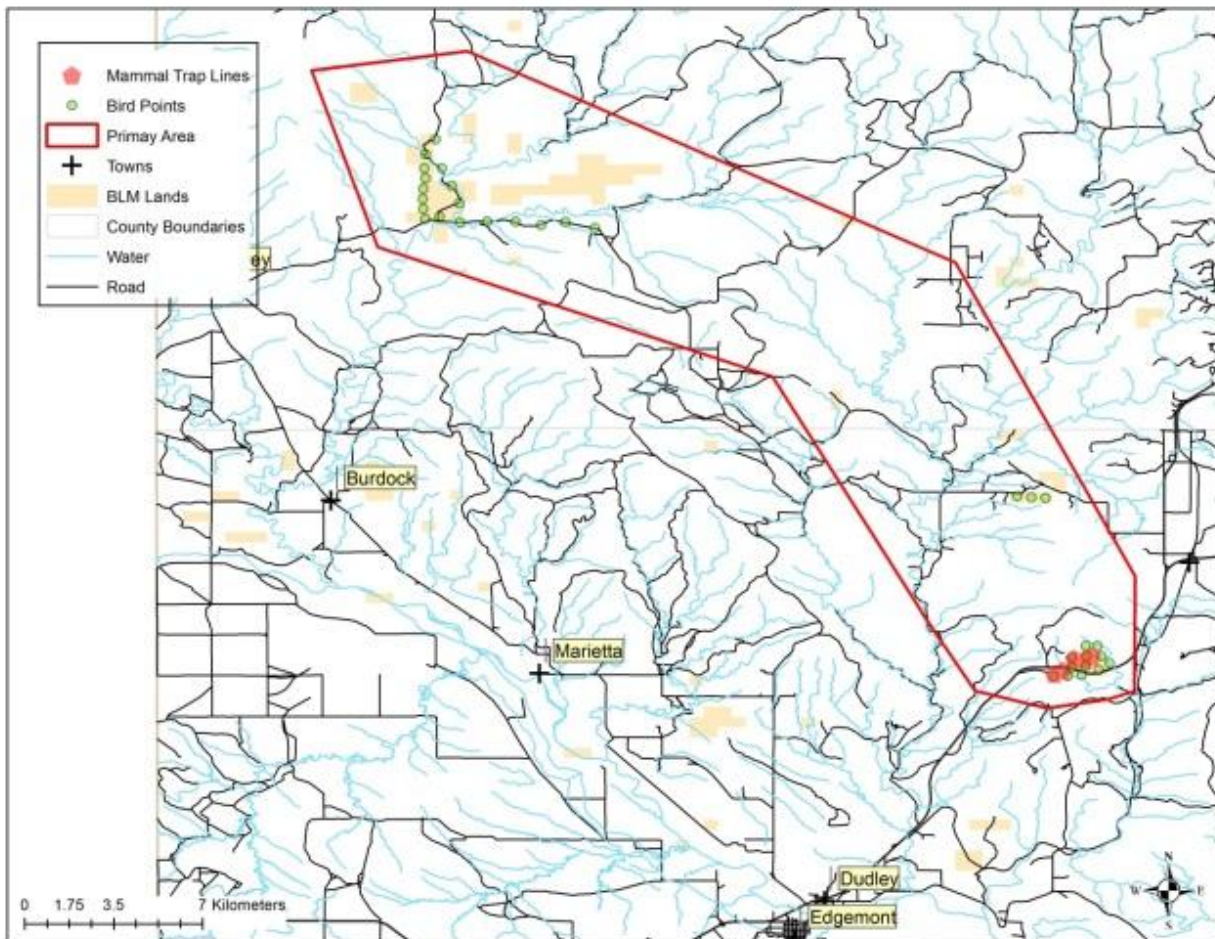 Mammal Trap Lines
Bird Points
Primay Area
Towns
BLM Lands
County Boundaries
Water
Road
ey
Burdock
Marietta
Dudley
Edgemont
0 1.75 3.5 7 Kilometers
N
W E
S